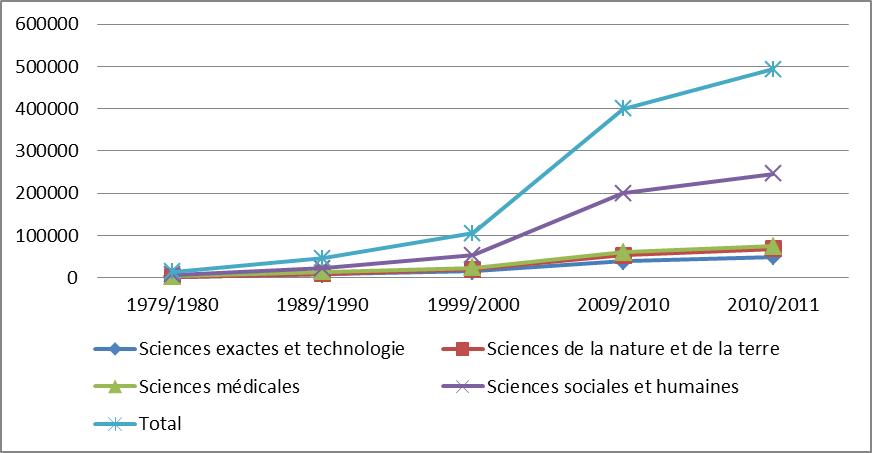 600000
500000
400000
300000
200000
100000
0
1979/1980 1989/1990 1999/2000 2009/2010 2010/2011
Sciences exactes et technologie Sciences de la nature et de la terre
Sciences médicales Sciences sociales et humaines
Total